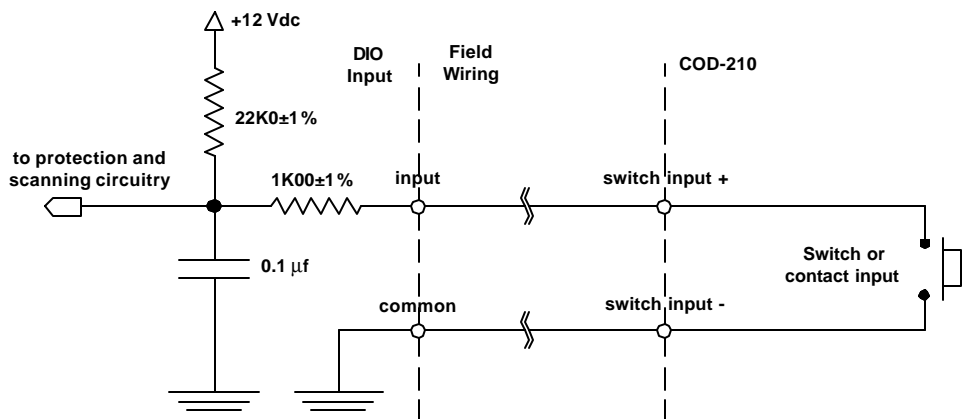 +12 Vdc
DIO
Input
Field
Wiring
COD-210
22K0±1%
to protection and
scanning circuitry
1K00±1%
input
switch input +
0.1 μf
Switch or
contact input
common
switch input -